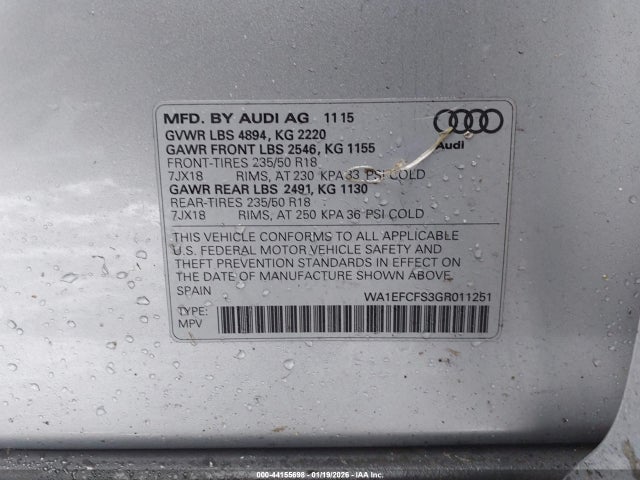 MFD. BY AUDI AG 11 15
GVWR LBS 4894, KG 2220
GAWR FRONT LBS 2546, KG 1155
FRONT-TIRES 235/50 R18
7JX18 RIMS, AT 230 KPA 33 PSI COLD
GAWR REAR LBS 2491, KG 1130
REAR-TIRES 235/50 R18
7JX18 RIMS, AT 250 KPA 36 PSI COLD
Audi
THIS VEHICLE CONFORMS TO ALL APPLICABLE
U.S. FEDERAL MOTOR VEHICLE SAFETY AND
THEFT PREVENTION STANDARDS IN EFFECT ON
THE DATE OF MANUFACTURE SHOWN ABOVE.
SPAIN WA1EFCFS3GR011251
TYPE:
MPV
000-44155698 - 01/19/2026 - IAA Inc.